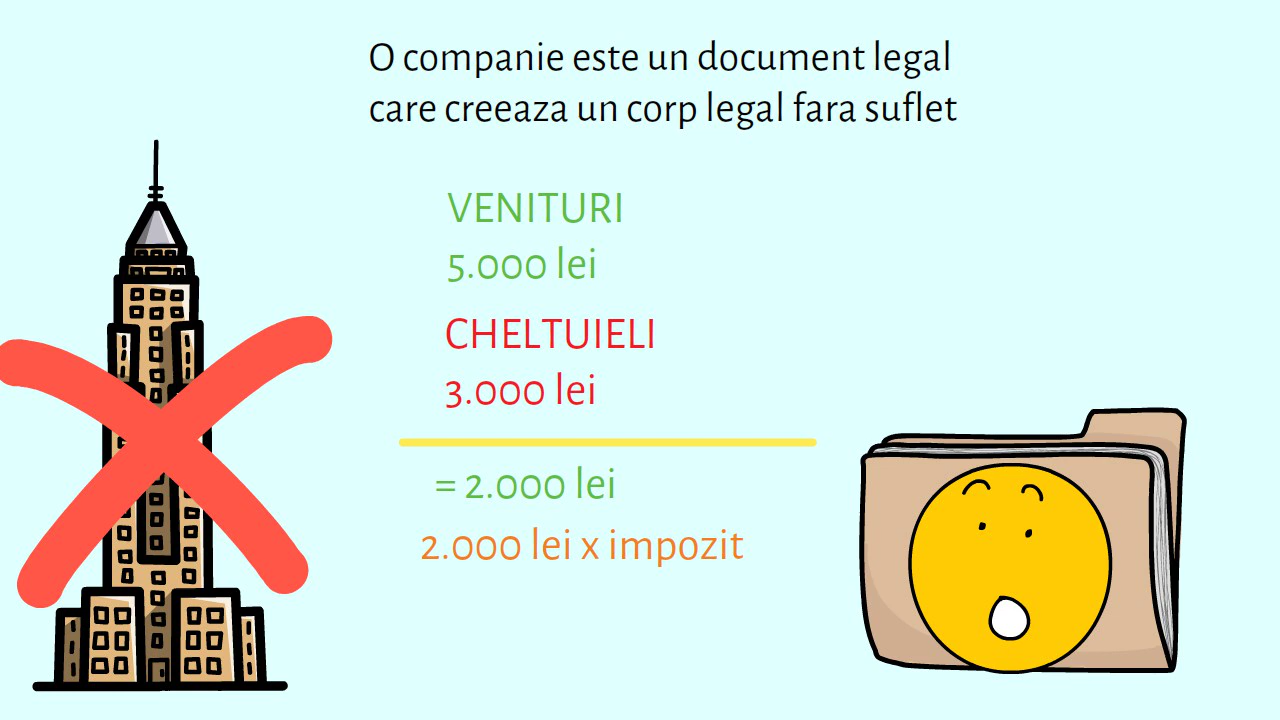 O companie este un document legal
care creeaza un corp legal fara suflet
VENITURI
5.000 lei
CHELTUIELI
3.000 lei
= 2.000 lei
2.000 lei x impozit